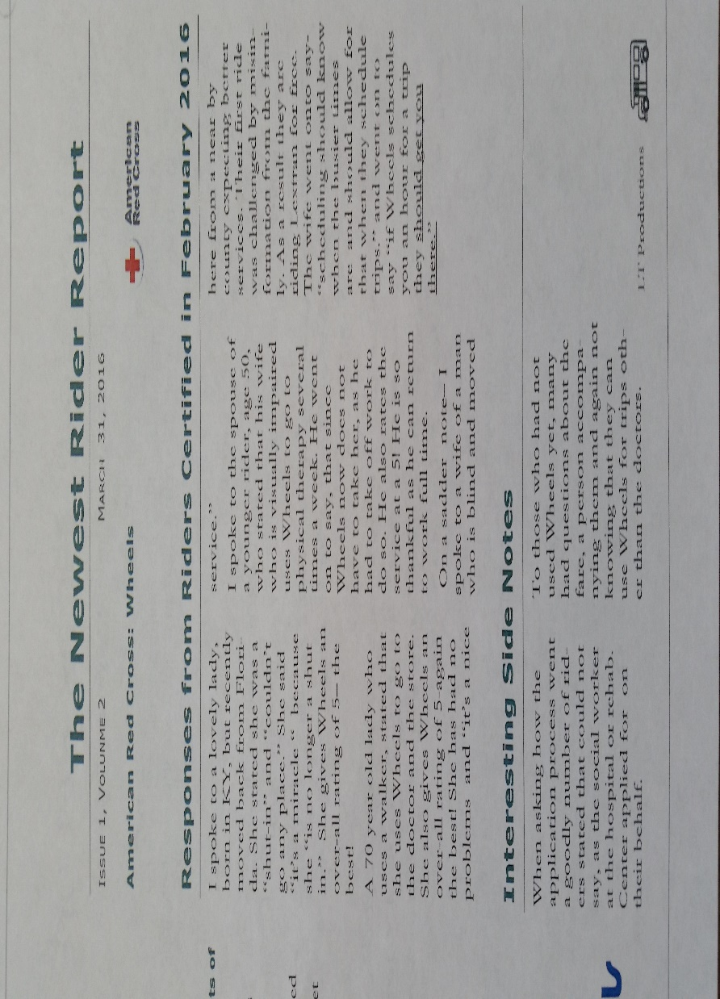 The Newest Rider Report
ISSUE 1, VOLUNME 2
MARCH 31, 2016
American Red Cross: Wheels
American
Red Cross
Responses from Riders Certified in February 2016
I spoke to a lovely lady,
born in KY, but recently
moved back from Flori-
da. She stated she was a
“shut-in” and “couldn’t
go any place.” She said
“it’s a miracle “ because
she “is no longer a shut
in.” She gives Wheels an
over-all rating of 5— the
best!
A 70 year old lady who
uses a walker, stated that
she uses Wheels to go to
the doctor and the store.
She also gives Wheels an
over-all rating of 5-again
the best! She has had no
problems and “it’s a nice
service.”
I spoke to the spouse of
a younger rider, age 50,
who stated that his wife
who is visually impaired
uses Wheels to go to
physical therapy several
times a week. He went
on to say, that since
Wheels now does not
have to take her, as he
had to take off work to
do so. He also rates the
service at a 5! He is so
thankful as he can return
to work full time.
On a sadder note— I
spoke to a wife of a man
who is blind and moved
here from a near by
county expecting better
services. Their first ride
was challenged by misin-
formation from the fami-
ly. As a result they are
riding Lextran for free.
The wife went onto say-
“scheduling should know
when the busier times
are and should allow for
that when they schedule
trips.” and went on to
say “if Wheels schedules
you an hour for a trip
they should get you
there.”
Interesting Side Notes
When asking how the
application process went
a goodly number of rid-
ers stated that could not
say, as the social worker
at the hospital or rehab.
Center applied for on
their behalf.
To those who had not
used Wheels yet, many
had questions about the
fare, a person accompa-
nying them and again not
knowing that they can
use Wheels for trips oth-
er than the doctors.
LT Productions
ts of
ed
et